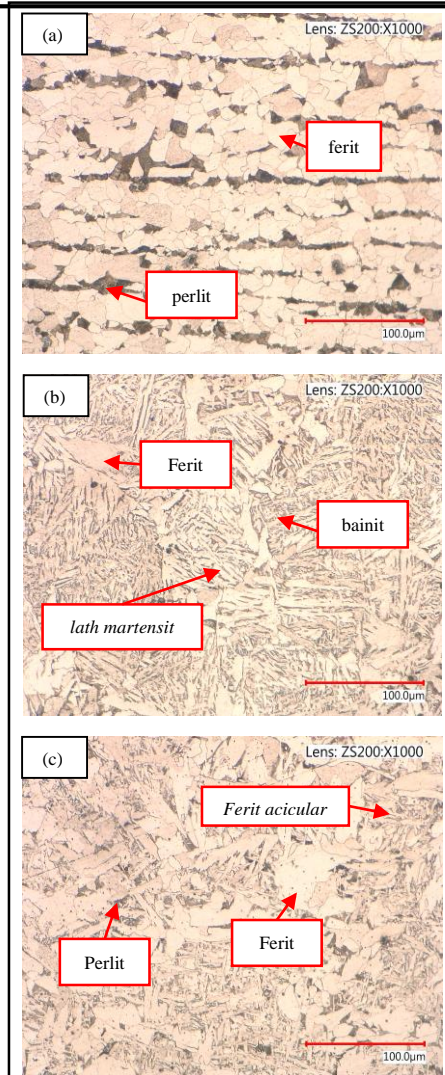 (a)
Lens: ZS200:X1000
ferit
perlit
100.0µm
(b)
Lens: ZS200:X1000
Ferit
bainit
lath martensit
100.0µm
(c)
Lens: ZS200:X1000
Ferit acicular
Perlit
Ferit
100.0µm